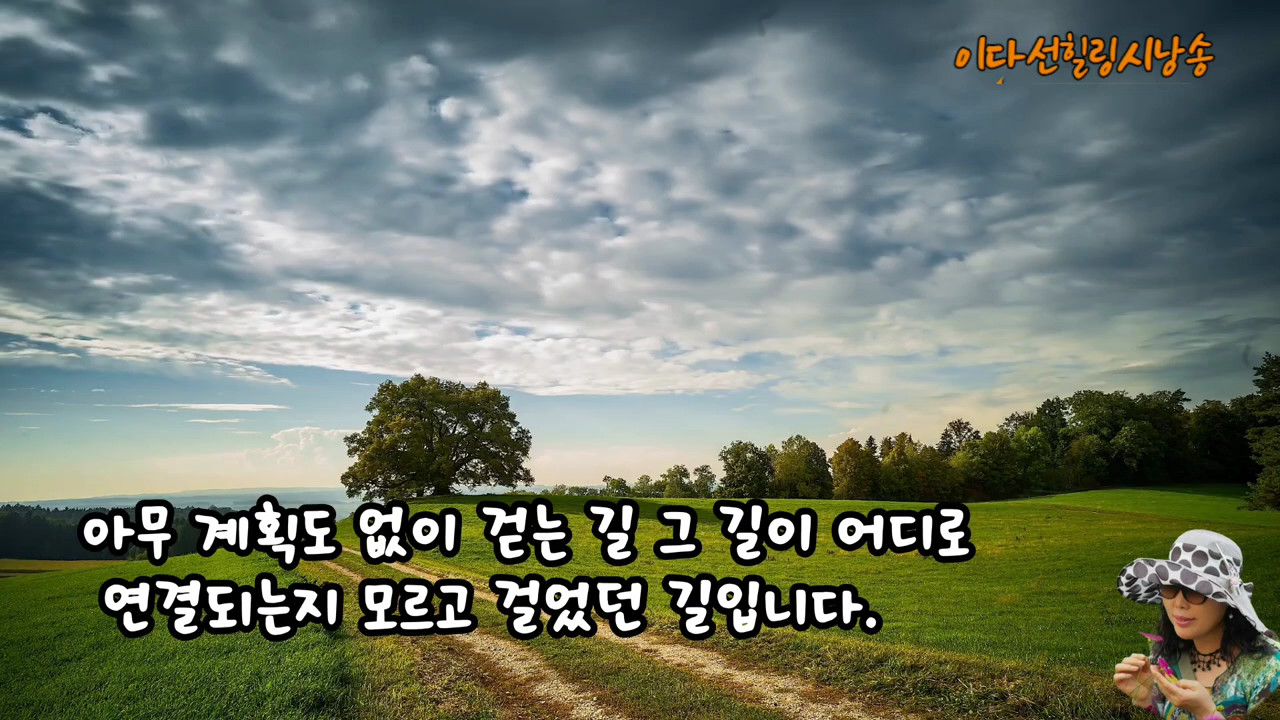 이다선힐링시낭송
아무 계획도 없이 걷는 길 그 길이 어디로
연결되는지 모르고 걸었던 길입니다.